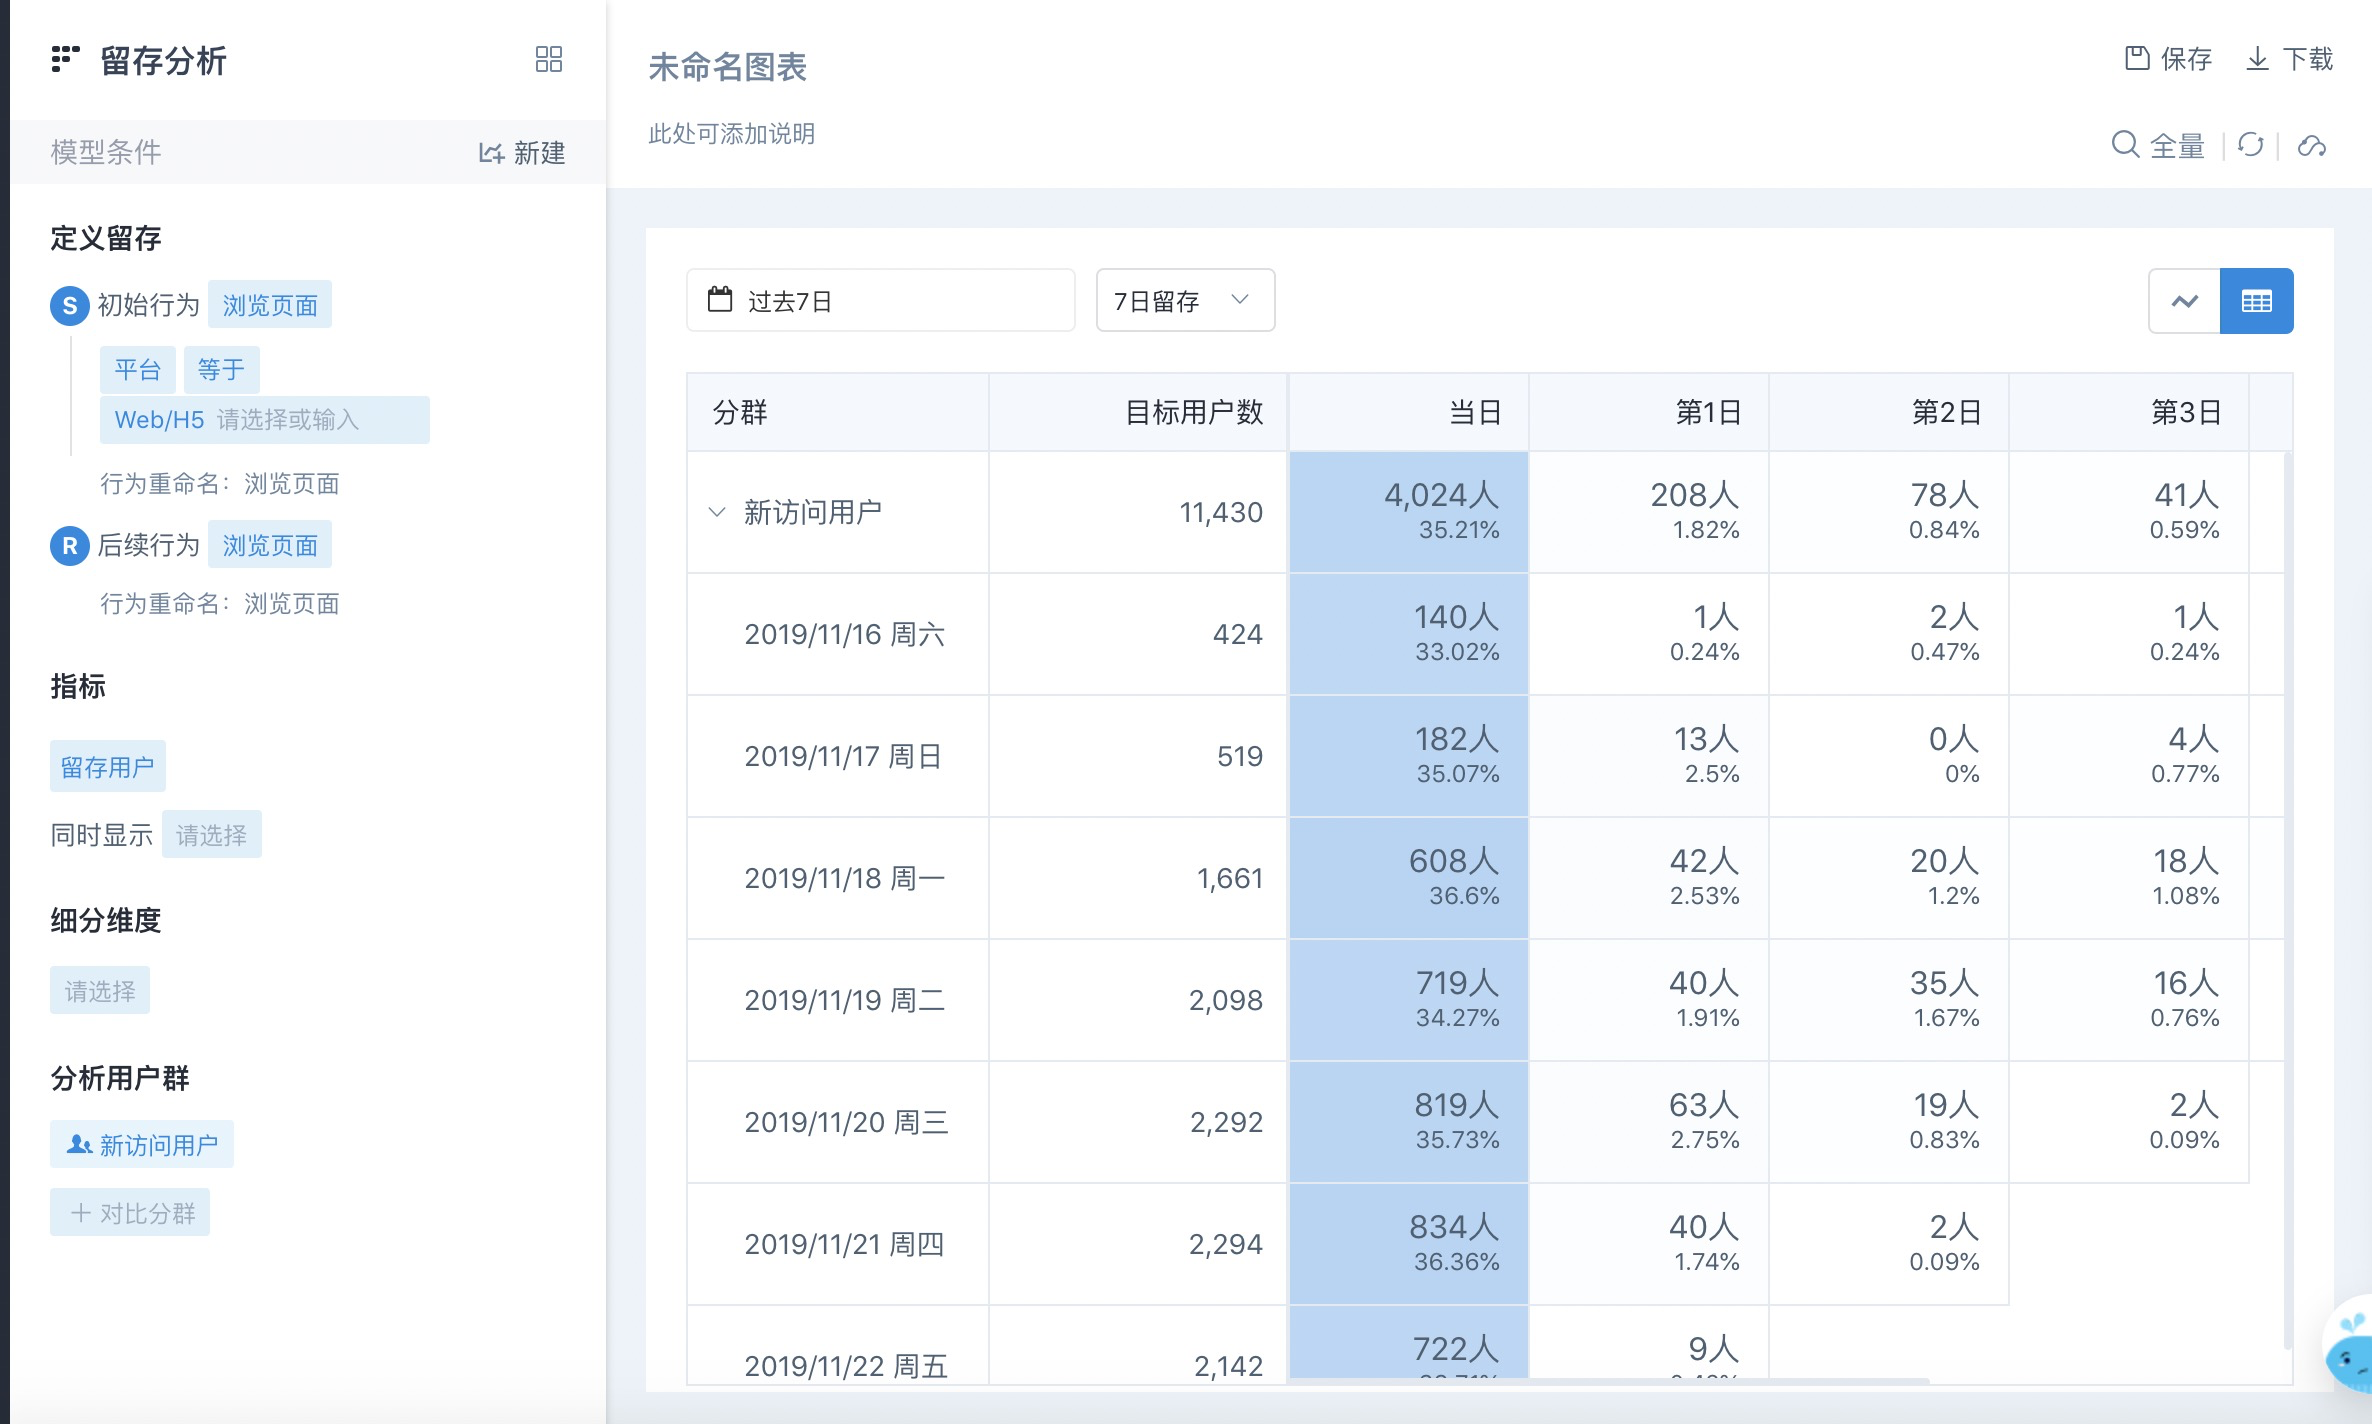 留存分析
模型条件 新建
定义留存
S 初始行为 浏览页面
平台 等于
Web/H5 请选择或输入
行为重命名: 浏览页面
R 后续行为 浏览页面
行为重命名: 浏览页面
指标
留存用户
同时显示 请选择
细分维度
请选择
分析用户群
新访问用户
+ 对比分群
未命名图表
保存 下载
此处可添加说明
全量
过去7日 7日留存
分群 目标用户数 当日 第1日 第2日 第3日
新访问用户 11,430 4,024人 208人 78人 41人
35.21% 1.82% 0.84% 0.59%
2019/11/16 周六 424 140人 1人 2人 1人
33.02% 0.24% 0.47% 0.24%
2019/11/17 周日 519 182人 13人 0人 4人
35.07% 2.5% 0% 0.77%
2019/11/18 周一 1,661 608人 42人 20人 18人
36.6% 2.53% 1.2% 1.08%
2019/11/19 周二 2,098 719人 40人 35人 16人
34.27% 1.91% 1.67% 0.76%
2019/11/20 周三 2,292 819人 63人 19人 2人
35.73% 2.75% 0.83% 0.09%
2019/11/21 周四 2,294 834人 40人 2人
36.36% 1.74% 0.09%
2019/11/22 周五 2,142 722人 9人